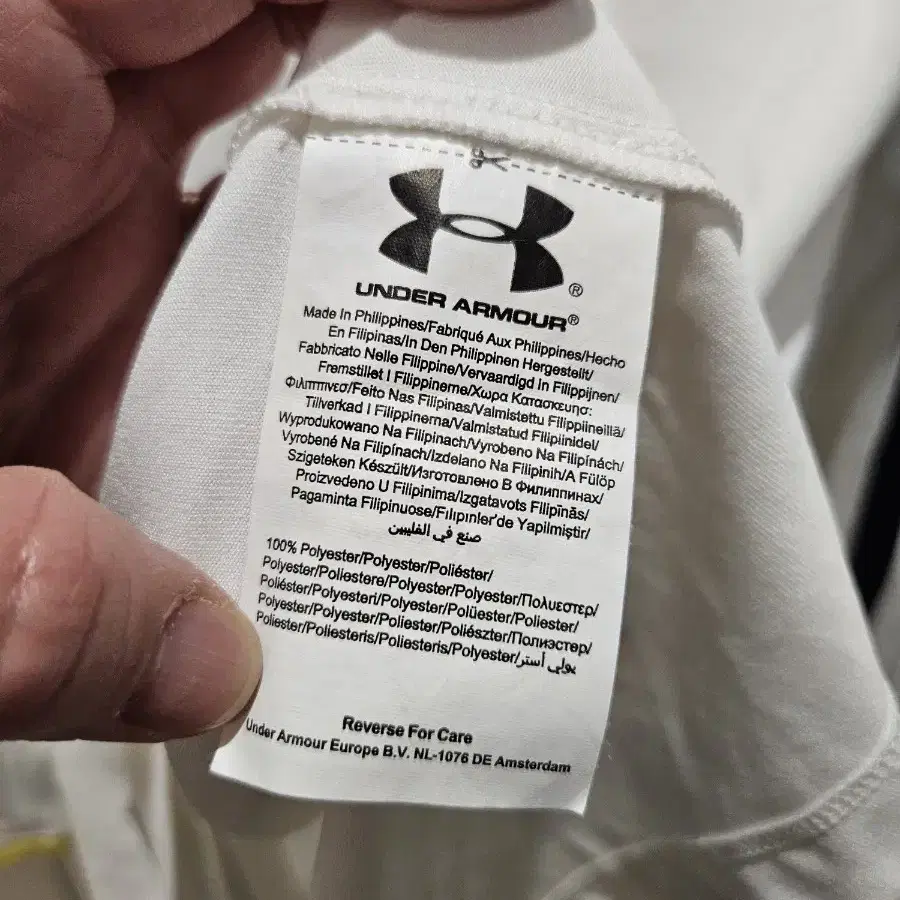 UNDER ARMOUR®
Made In Philippines/Fabriqué Aux Philippines/Hecho
En Filipinas/In Den Philippinen Hergestellt/
Fabbricato Nelle Filippine/Vervaardigd In Filippijnen/
Fremstillet I Filippinerne/Χωρα Κατασκευησ:
Φιλιππινεσ/Feito Nas Filipinas/Valmistettu Filippiineillä/
Tillverkad I Filippinerna/Valmistatud Filipiinidel/
Wyprodukowano Na Filipinach/Vyrobeno Na Filipínách/
Vyrobené Na Filipínach/Izdelano Na Filipinih/A Fülöp
Szigeteken Készült/Изготовлено В Филиппинах/
Proizvedeno U Filipinima/Izgatavots Filipīnās/
Pagaminta Filipinuose/Filipinler'de Yapilmiştir/
صنع في الفلبين
100% Polyester/Polyester/Poliéster/
Polyester/Poliestere/Polyester/Polyester/Πολυεστερ/
Poliéster/Polyesteri/Polyester/Polüester/Poliester/
Polyester/Polyester/Poliester/Poliészter/Полиэстер/
Poliester/Poliesteris/Poliesteris/Polyester/بولي أستر
Reverse For Care
Under Armour Europe B.V. NL-1076 DE Amsterdam